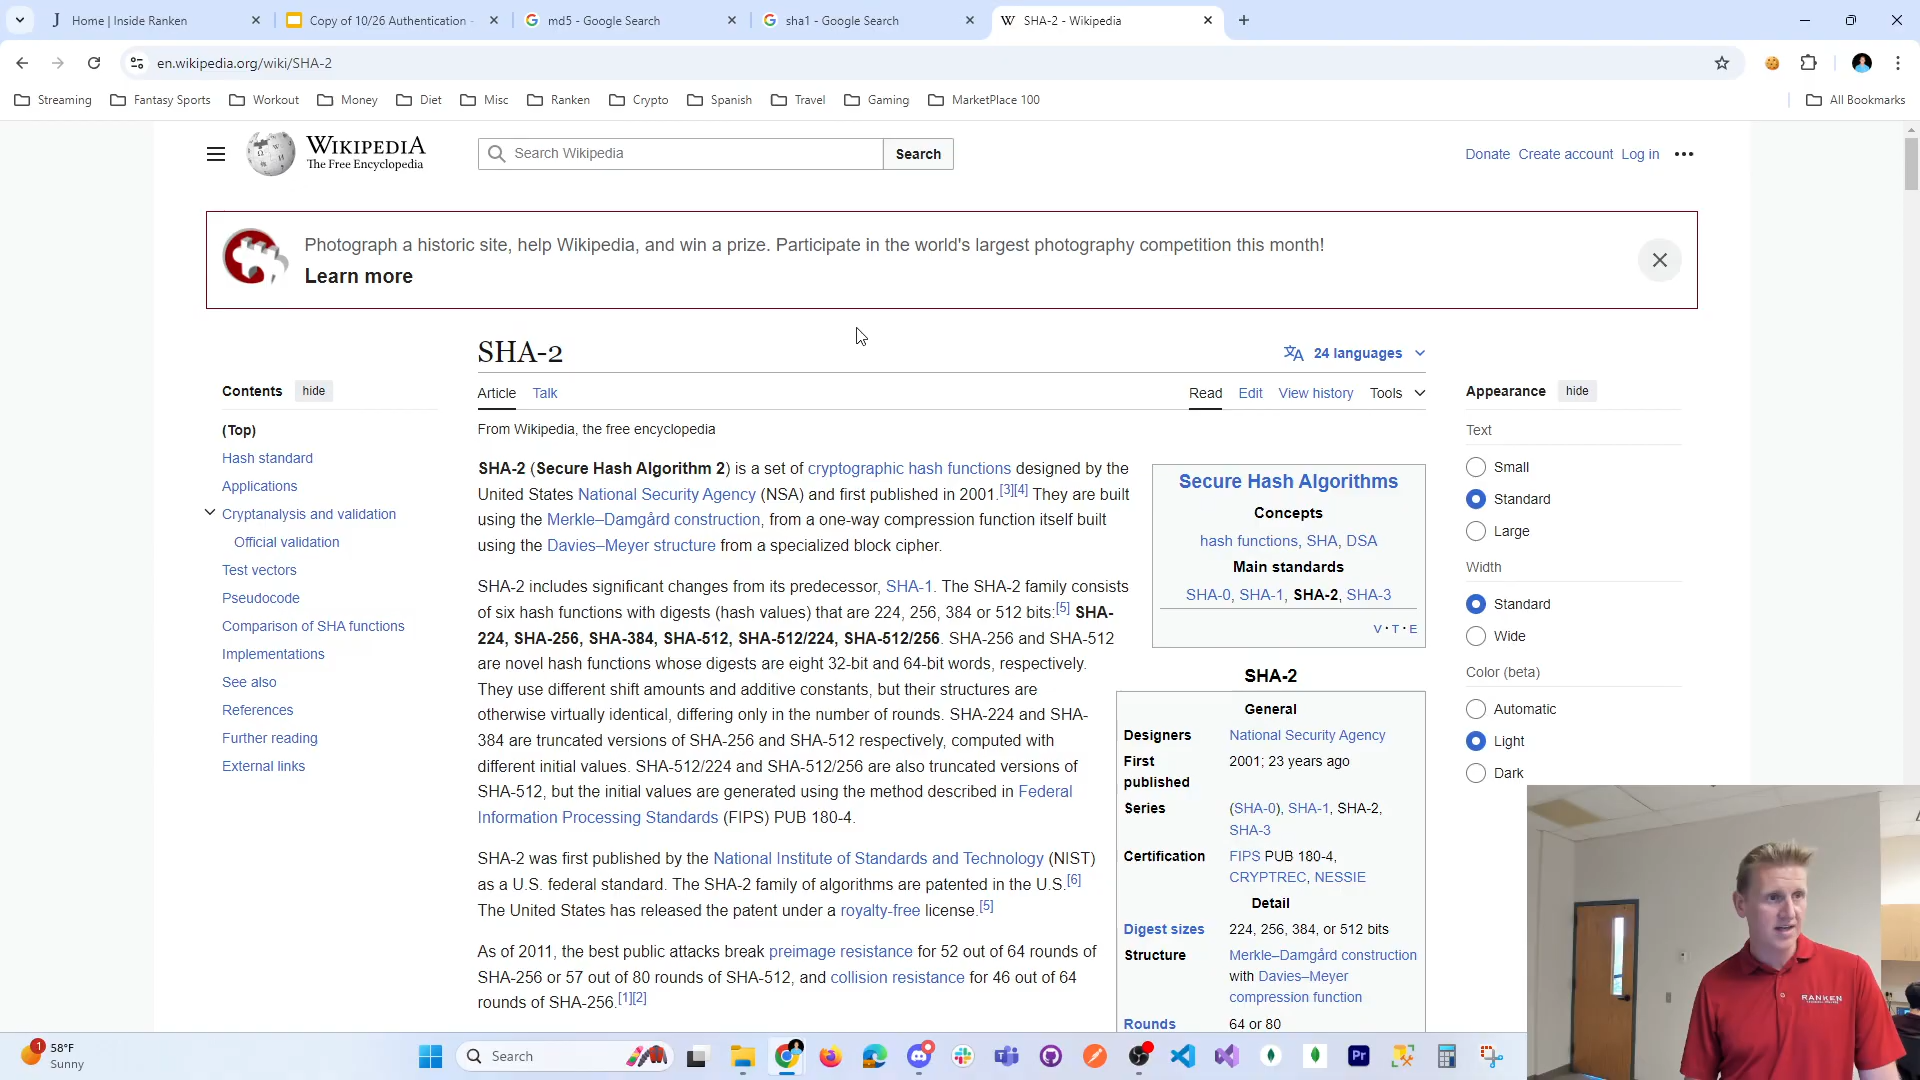 Home | Inside Ranken
Copy of 10/26 Authentication -
md5 - Google Search
sha1 - Google Search
SHA-2 - Wikipedia
en.wikipedia.org/wiki/SHA-2
Streaming
Fantasy Sports
Workout
Money
Diet
Misc
Ranken
Crypto
Spanish
Travel
Gaming
MarketPlace 100
All Bookmarks
WIKIPEDIA
The Free Encyclopedia
Search Wikipedia
Search
Donate Create account Log in
Photograph a historic site, help Wikipedia, and win a prize. Participate in the world's largest photography competition this month!
Learn more
SHA-2
24 languages
Contents hide
(Top)
Hash standard
Applications
Cryptanalysis and validation
Official validation
Test vectors
Pseudocode
Comparison of SHA functions
Implementations
See also
References
Further reading
External links
Article Talk
Read Edit View history Tools
From Wikipedia, the free encyclopedia
SHA-2 (Secure Hash Algorithm 2) is a set of cryptographic hash functions designed by the
United States National Security Agency (NSA) and first published in 2001.[3][4] They are built
using the Merkle–Damgård construction, from a one-way compression function itself built
using the Davies–Meyer structure from a specialized block cipher.
SHA-2 includes significant changes from its predecessor, SHA-1. The SHA-2 family consists
of six hash functions with digests (hash values) that are 224, 256, 384 or 512 bits:[5] SHA-
224, SHA-256, SHA-384, SHA-512, SHA-512/224, SHA-512/256. SHA-256 and SHA-512
are novel hash functions whose digests are eight 32-bit and 64-bit words, respectively.
They use different shift amounts and additive constants, but their structures are
otherwise virtually identical, differing only in the number of rounds. SHA-224 and SHA-
384 are truncated versions of SHA-256 and SHA-512 respectively, computed with
different initial values. SHA-512/224 and SHA-512/256 are also truncated versions of
SHA-512, but the initial values are generated using the method described in Federal
Information Processing Standards (FIPS) PUB 180-4.
SHA-2 was first published by the National Institute of Standards and Technology (NIST)
as a U.S. federal standard. The SHA-2 family of algorithms are patented in the U.S.[6]
The United States has released the patent under a royalty-free license.[5]
As of 2011, the best public attacks break preimage resistance for 52 out of 64 rounds of
SHA-256 or 57 out of 80 rounds of SHA-512, and collision resistance for 46 out of 64
rounds of SHA-256.[1][2]
Secure Hash Algorithms
Concepts
hash functions, SHA, DSA
Main standards
SHA-0, SHA-1, SHA-2, SHA-3
V · T · E
SHA-2
General
Designers National Security Agency
First published 2001; 23 years ago
Series (SHA-0), SHA-1, SHA-2,
SHA-3
Certification FIPS PUB 180-4,
CRYPTREC, NESSIE
Detail
Digest sizes 224, 256, 384, or 512 bits
Structure Merkle–Damgård construction
with Davies–Meyer
compression function
Rounds 64 or 80
Appearance hide
Text
Small
Standard
Large
Width
Standard
Wide
Color (beta)
Automatic
Light
Dark
RANKEN
1
58°F
Sunny
Search
Pr